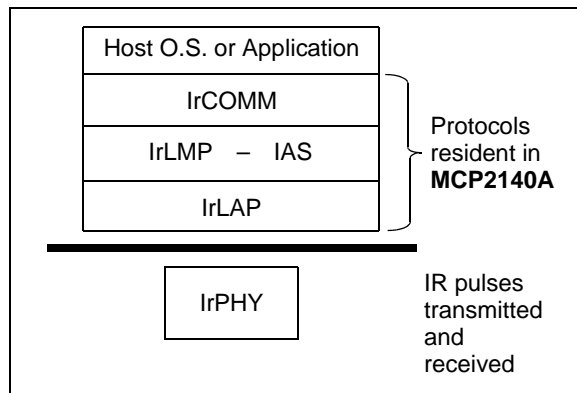 Host O.S. or Application
IrCOMM
IrLMP – IAS
IrLAP
Protocols
resident in
MCP2140A
IrPHY
IR pulses
transmitted
and
received